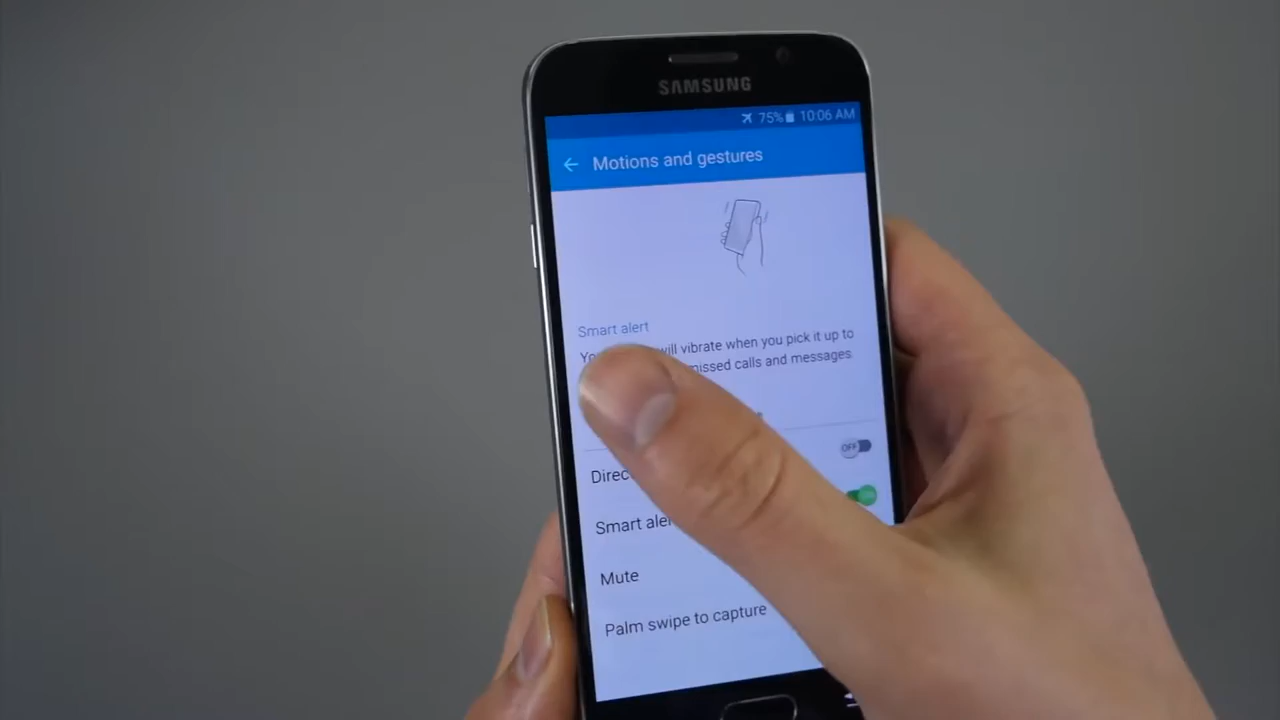 SAMSUNG
75% 10:06 AM
Motions and gestures
Smart alert
will vibrate when you pick it up to
missed calls and messages
OFF
Direc
Smart aler
Mute
Palm swipe to capture